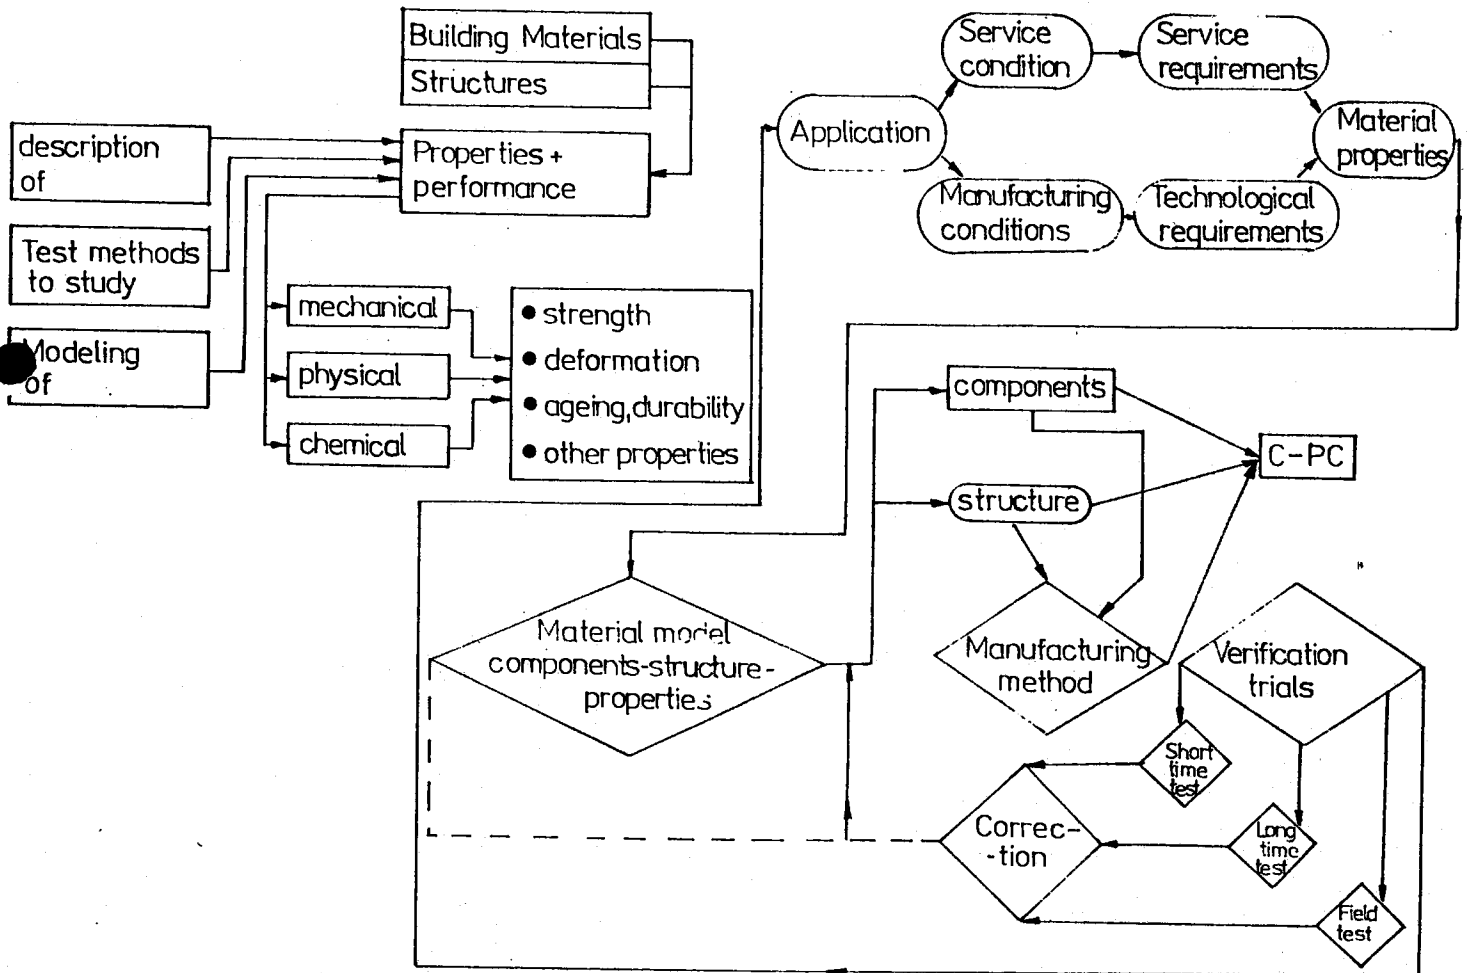 Building Materials
Structures
description
of
Properties +
performance
Test methods
to study
Modeling
of
mechanical
physical
chemical
● strength
● deformation
● ageing, durability
● other properties
Application
Service
condition
Service
requirements
Manufacturing
conditions
Technological
requirements
Material
properties
components
structure
C-PC
Material model
components-structure-
properties
Manufacturing
method
Verification
trials
Short
time
test
Long
time
test
Field
test
Correc-
-tion